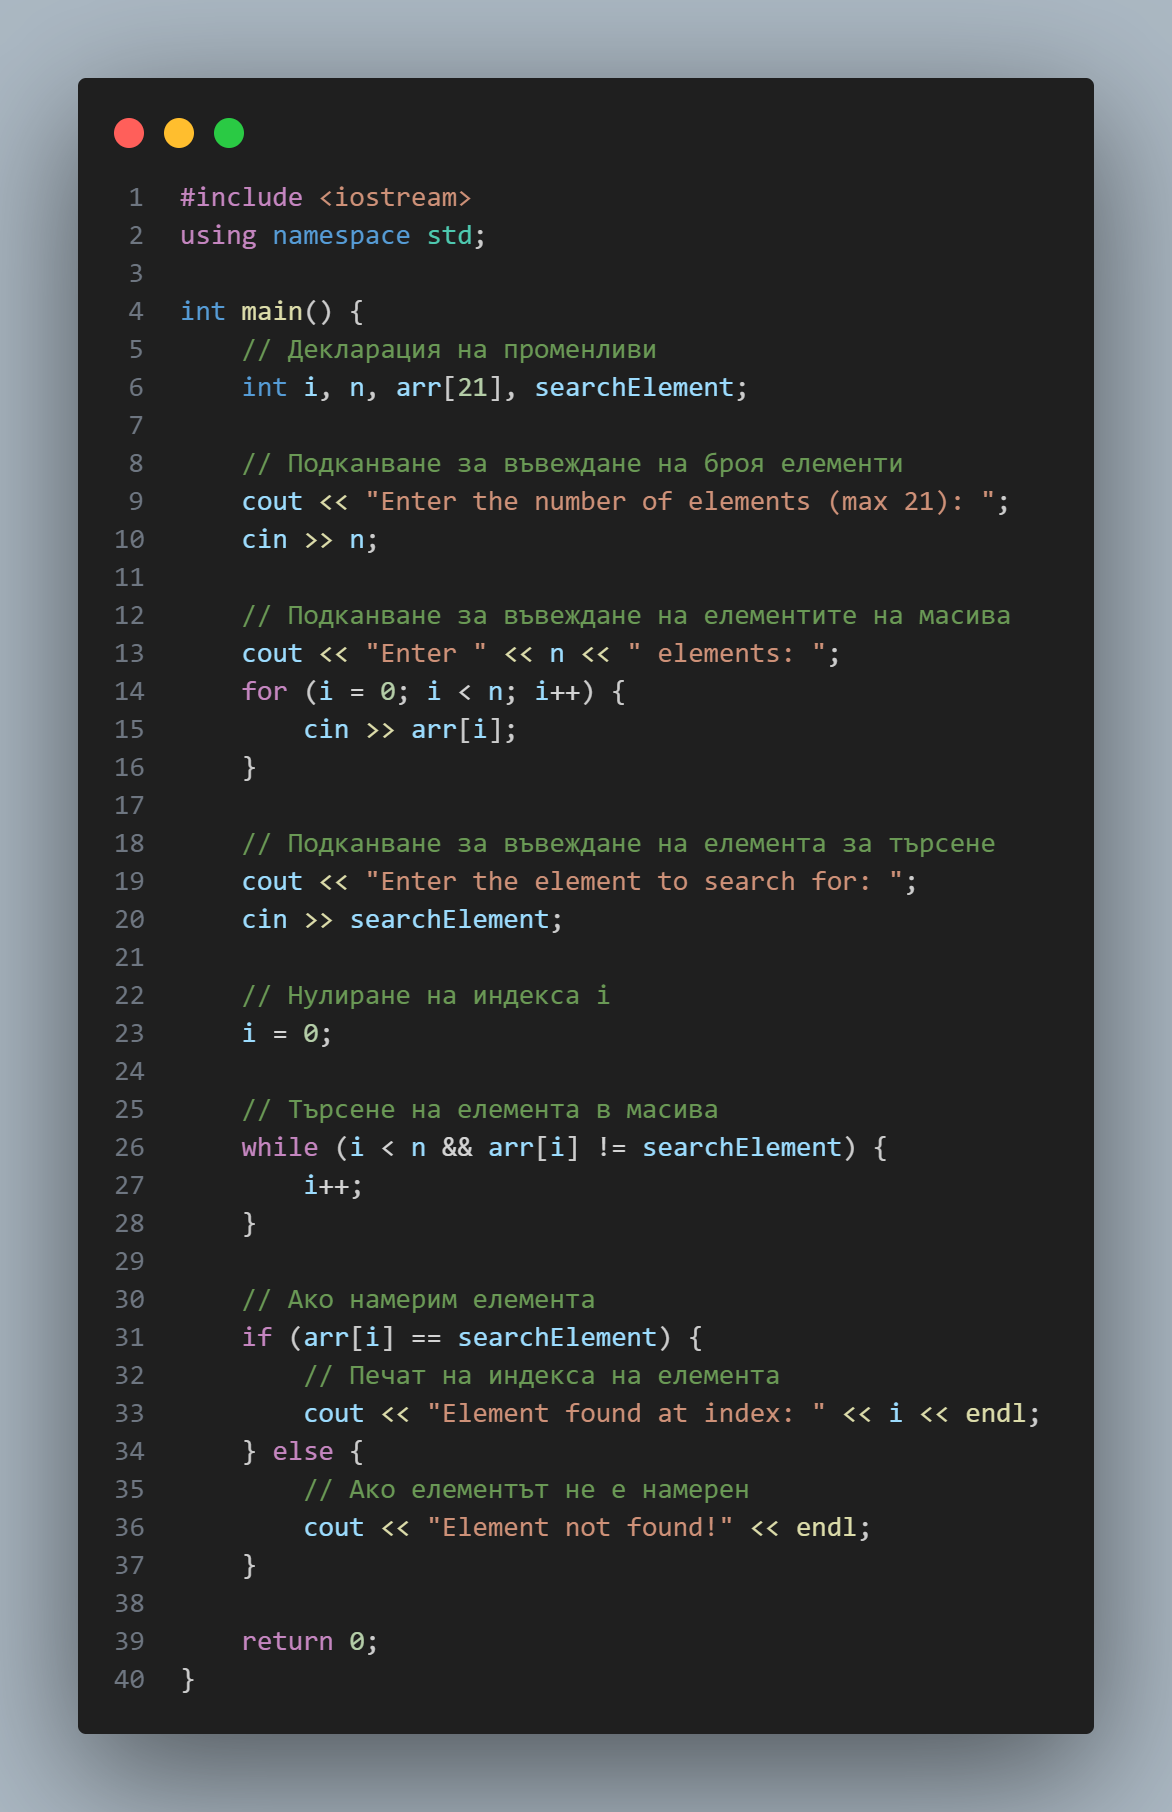 1 #include <iostream>
2 using namespace std;
3
4 int main() {
5     // Декларация на променливи
6     int i, n, arr[21], searchElement;
7
8     // Подканване за въвеждане на броя елементи
9     cout << "Enter the number of elements (max 21): ";
10     cin >> n;
11
12     // Подканване за въвеждане на елементите на масива
13     cout << "Enter " << n << " elements: ";
14     for (i = 0; i < n; i++) {
15         cin >> arr[i];
16     }
17
18     // Подканване за въвеждане на елемента за търсене
19     cout << "Enter the element to search for: ";
20     cin >> searchElement;
21
22     // Нулиране на индекса i
23     i = 0;
24
25     // Търсене на елемента в масива
26     while (i < n && arr[i] != searchElement) {
27         i++;
28     }
29
30     // Ако намерим елемента
31     if (arr[i] == searchElement) {
32         // Печат на индекса на елемента
33         cout << "Element found at index: " << i << endl;
34     } else {
35         // Ако елементът не е намерен
36         cout << "Element not found!" << endl;
37     }
38
39     return 0;
40 }